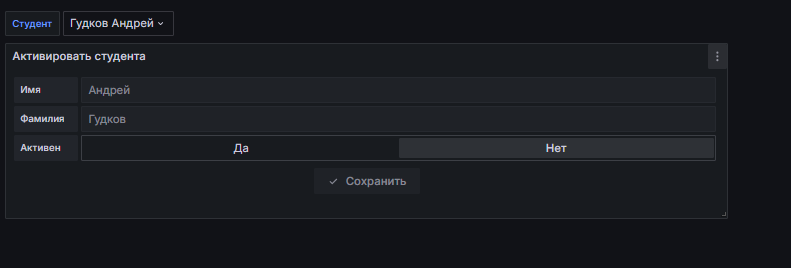 Студент Гудков Андрей
Активировать студента
Имя Андрей
Фамилия Гудков
Активен Да Нет
Сохранить